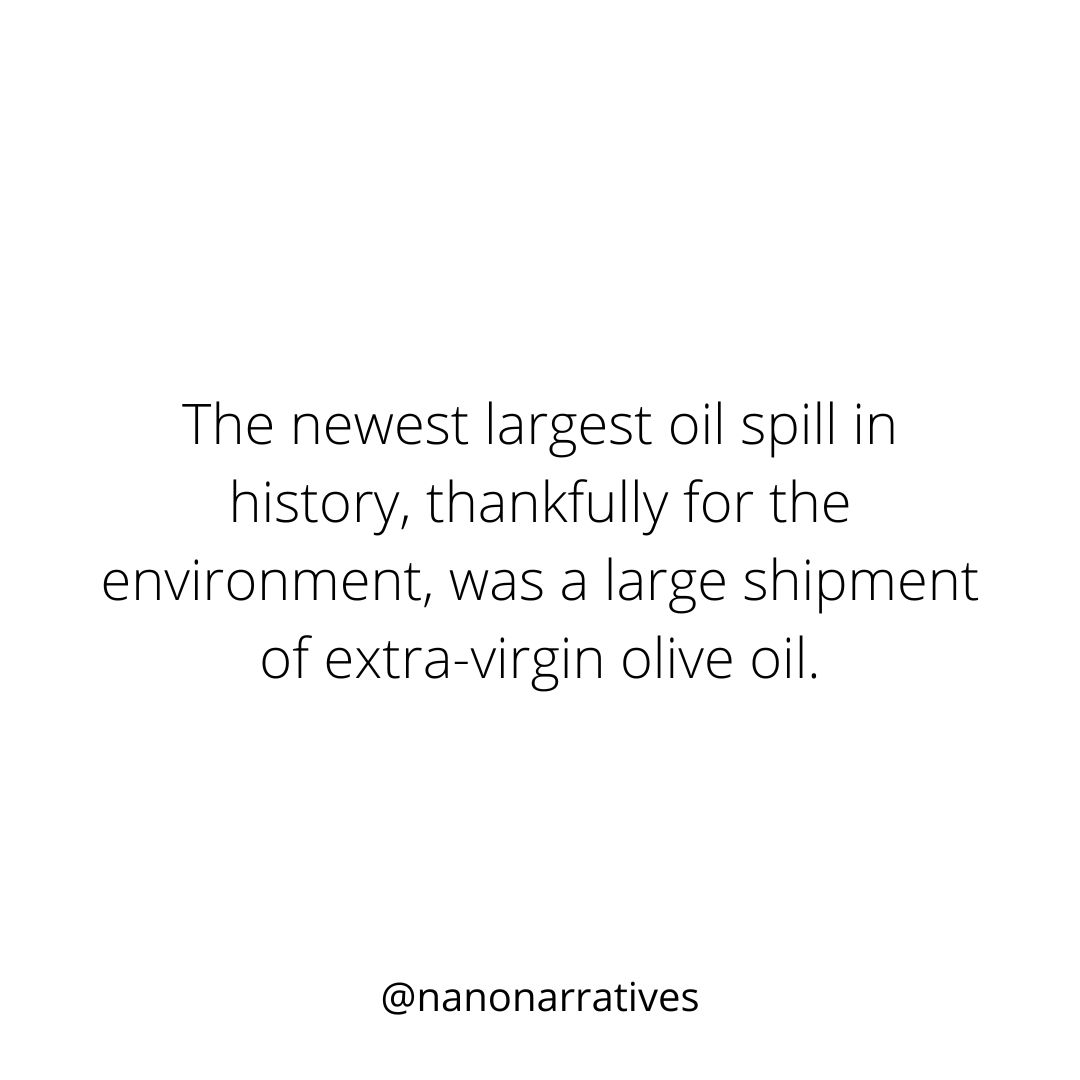 The newest largest oil spill in
history, thankfully for the
environment, was a large shipment
of extra-virgin olive oil.
@nanonarratives